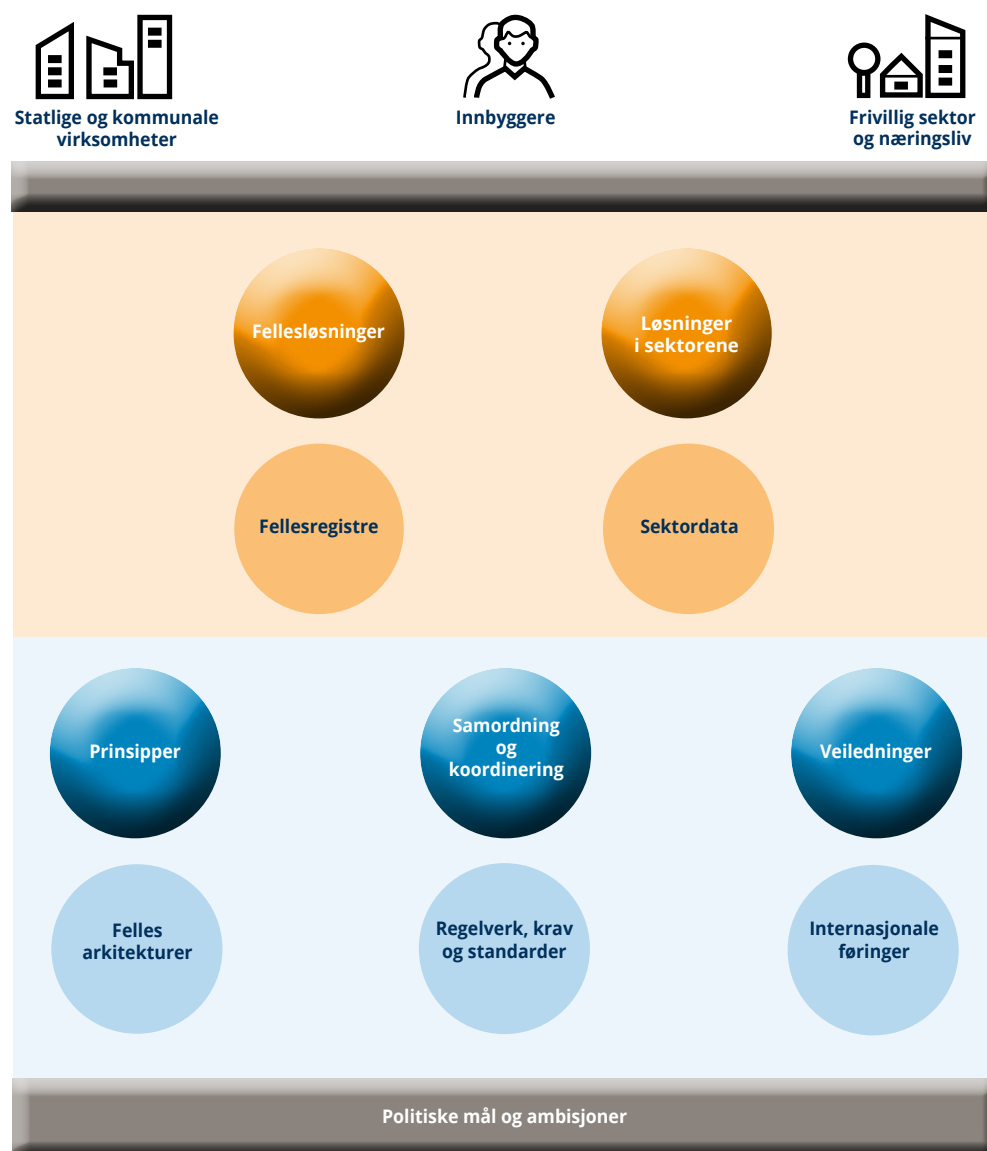 Statlige og kommunale
virksomheter
Innbyggere
Frivillig sektor
og næringsliv
Fellesløsninger
Løsninger
i sektorene
Fellesregistre
Sektordata
Prinsipper
Samordning
og
koordinering
Veiledninger
Felles
arkitekturer
Regelverk, krav
og standarder
Internasjonale
føringer
Politiske mål og ambisjoner